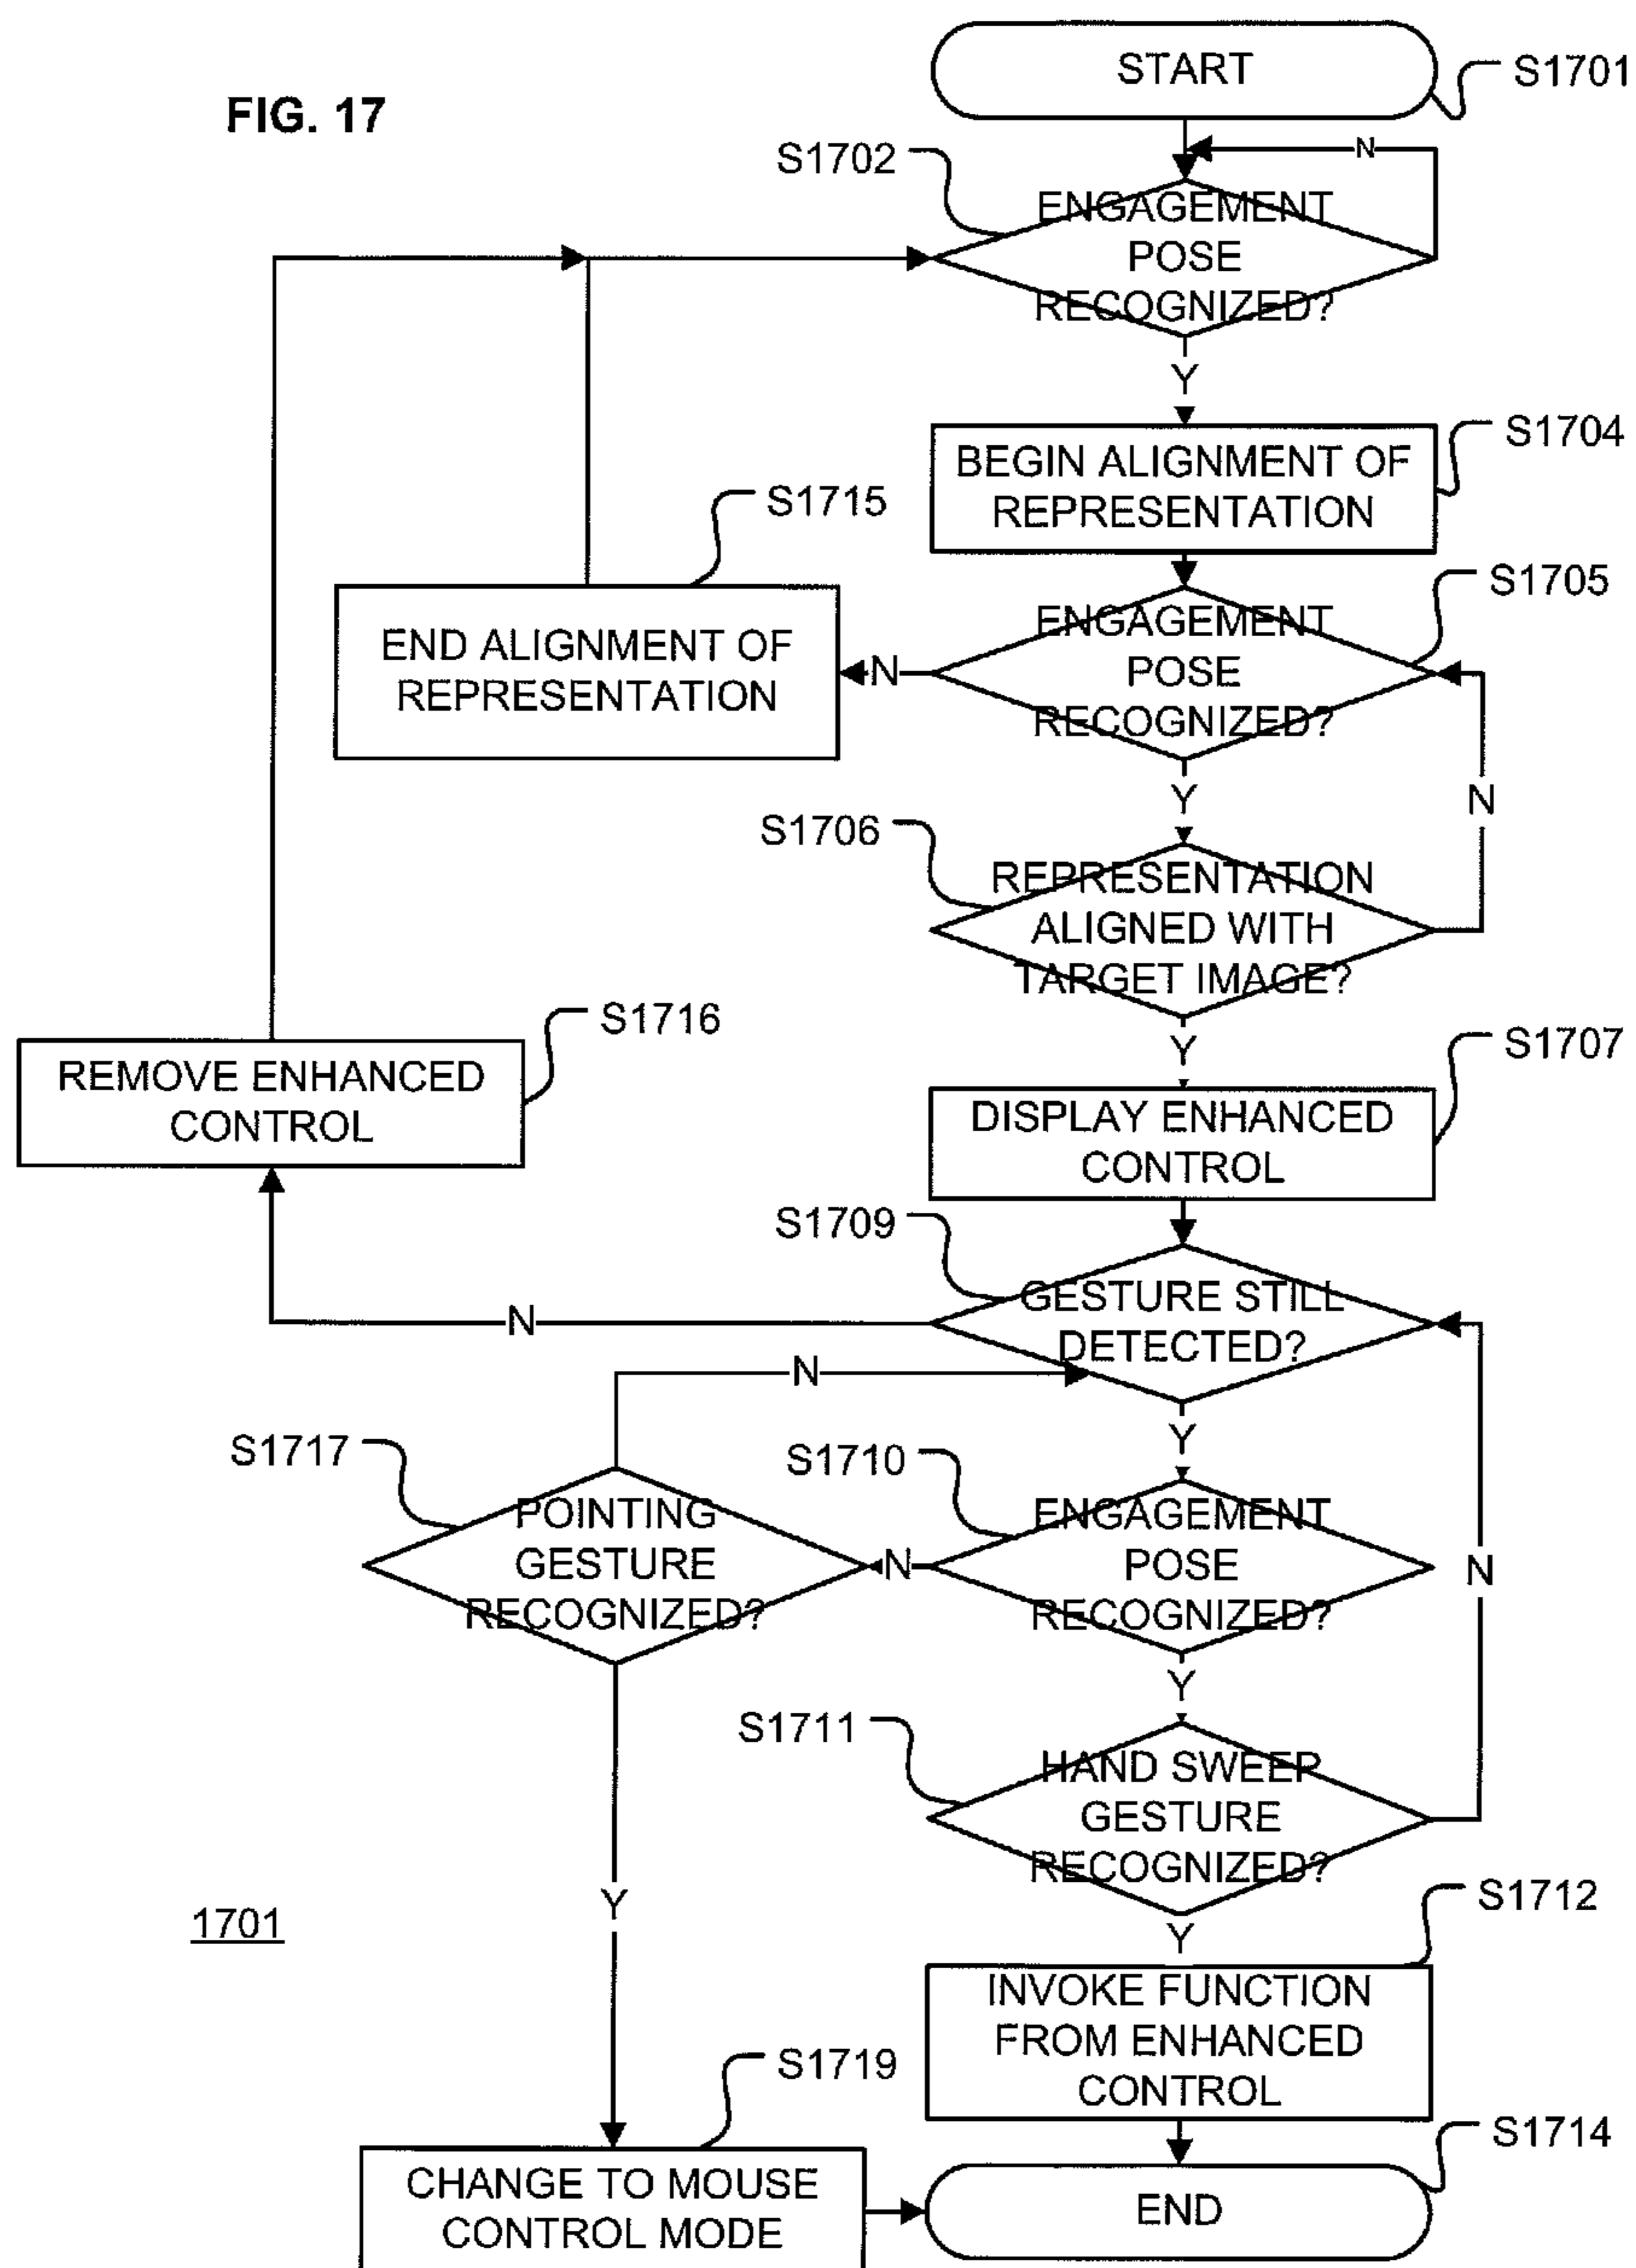 FIG. 17
START
S1701
N
S1702
ENGAGEMENT
POSE
RECOGNIZED?
Y
S1704
BEGIN ALIGNMENT OF
REPRESENTATION
S1715
END ALIGNMENT OF
REPRESENTATION
S1705
ENGAGEMENT
POSE
RECOGNIZED?
N
Y
N
S1706
REPRESENTATION
ALIGNED WITH
TARGET IMAGE?
Y
S1716
REMOVE ENHANCED
CONTROL
S1707
DISPLAY ENHANCED
CONTROL
S1709
GESTURE STILL
DETECTED?
N
N
Y
S1717
POINTING
GESTURE
RECOGNIZED?
S1710
ENGAGEMENT
POSE
RECOGNIZED?
N
N
Y
S1711
HAND SWEEP
GESTURE
RECOGNIZED?
Y
Y
1701
S1712
INVOKE FUNCTION
FROM ENHANCED
CONTROL
S1719
CHANGE TO MOUSE
CONTROL MODE
S1714
END